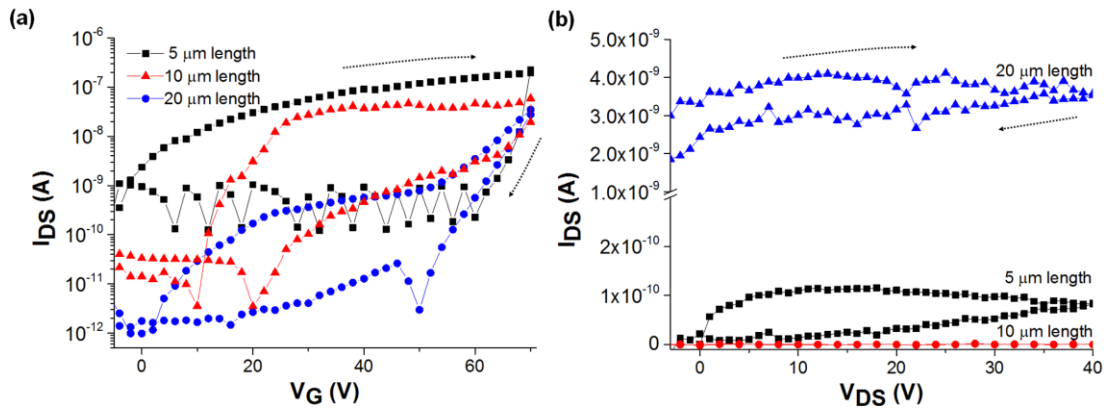 (a)
10⁻⁶
10⁻⁷
10⁻⁸
10⁻⁹
10⁻¹⁰
10⁻¹¹
10⁻¹²
I_DS (A)
5 μm length
10 μm length
20 μm length
0 20 40 60
V_G (V)
(b)
5.0x10⁻⁹
4.0x10⁻⁹
3.0x10⁻⁹
2.0x10⁻⁹
1.0x10⁻⁹
2x10⁻¹⁰
1x10⁻¹⁰
0
I_DS (A)
20 μm length
5 μm length
10 μm length
0 10 20 30 40
V_DS (V)